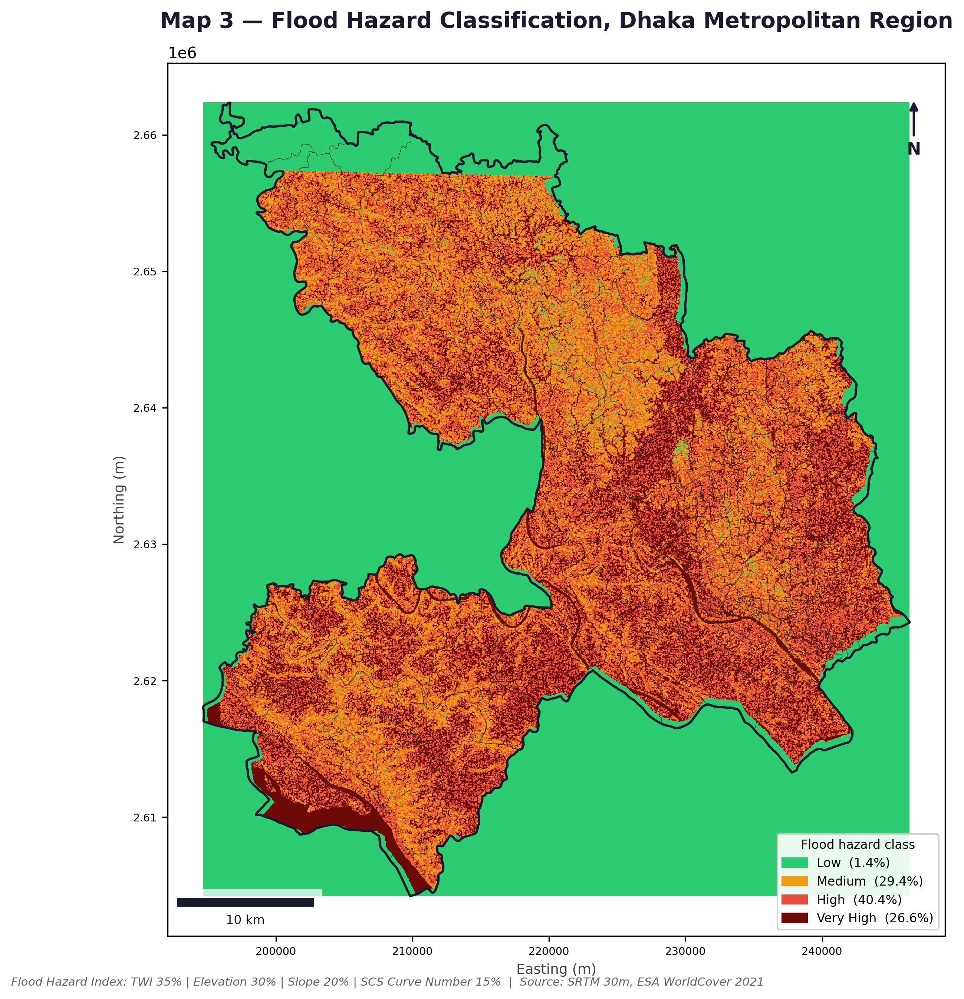 Map 3 — Flood Hazard Classification, Dhaka Metropolitan Region
1e6
2.66
2.65
2.64
2.63
2.62
2.61
Northing (m)
N
Flood hazard class
Low (1.4%)
Medium (29.4%)
High (40.4%)
Very High (26.6%)
10 km
200000 210000 220000 230000 240000
Easting (m)
Flood Hazard Index: TWI 35% | Elevation 30% | Slope 20% | SCS Curve Number 15% | Source: SRTM 30m, ESA WorldCover 2021